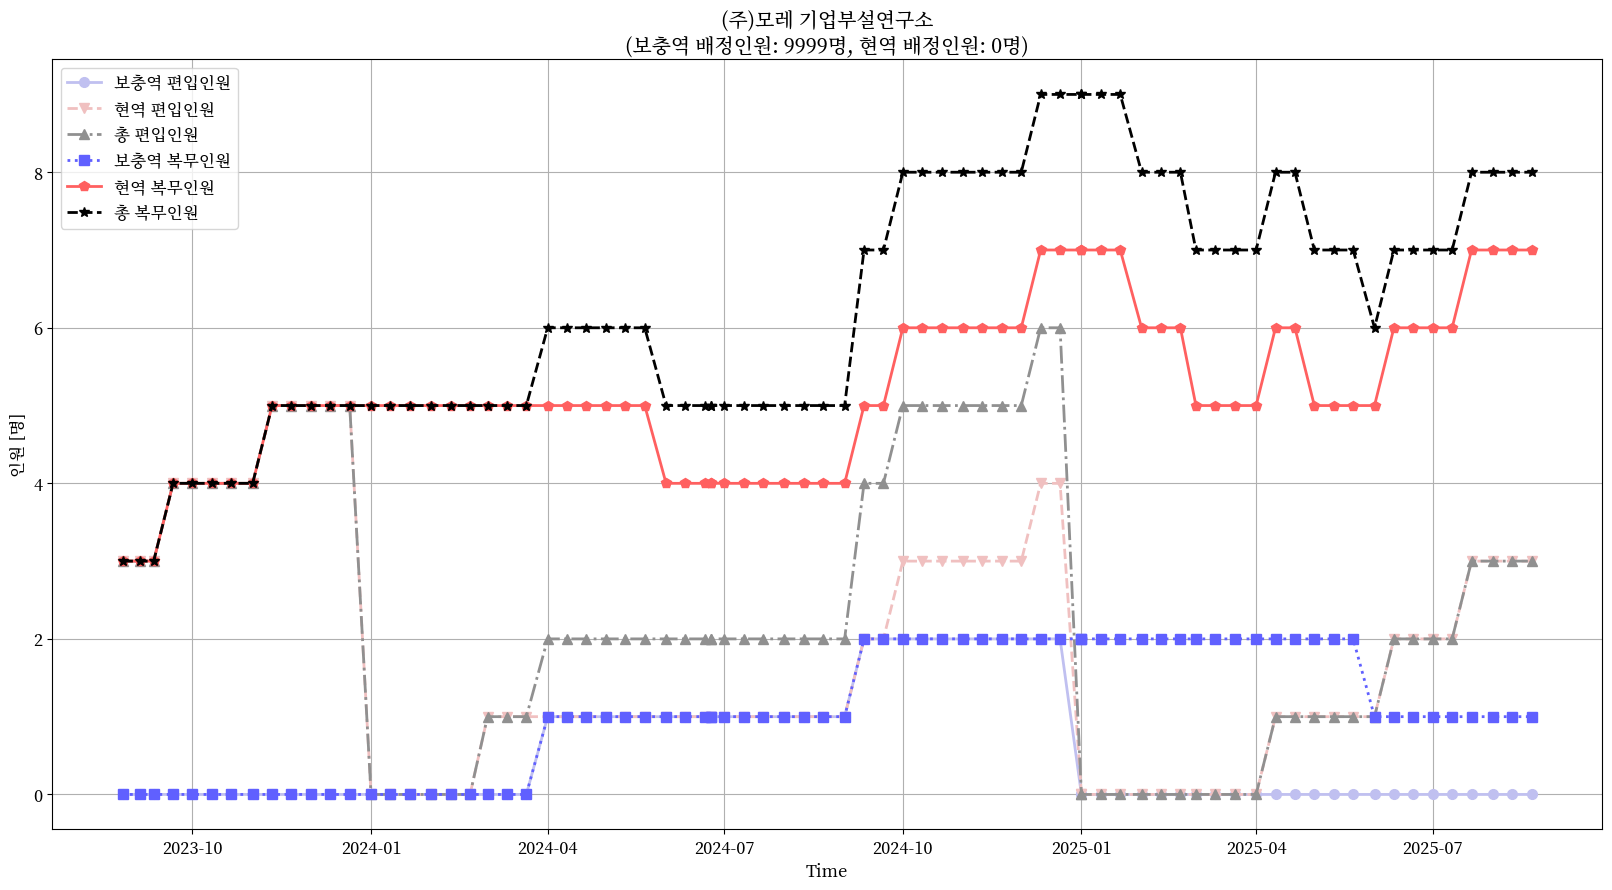 (주)모레 기업부설연구소
(보충역 배정인원: 9999명, 현역 배정인원: 0명)
보충역 편입인원
현역 편입인원
총 편입인원
보충역 복무인원
현역 복무인원
총 복무인원
인원 [명]
8
6
4
2
0
2023-10
2024-01
2024-04
2024-07
2024-10
2025-01
2025-04
2025-07
Time